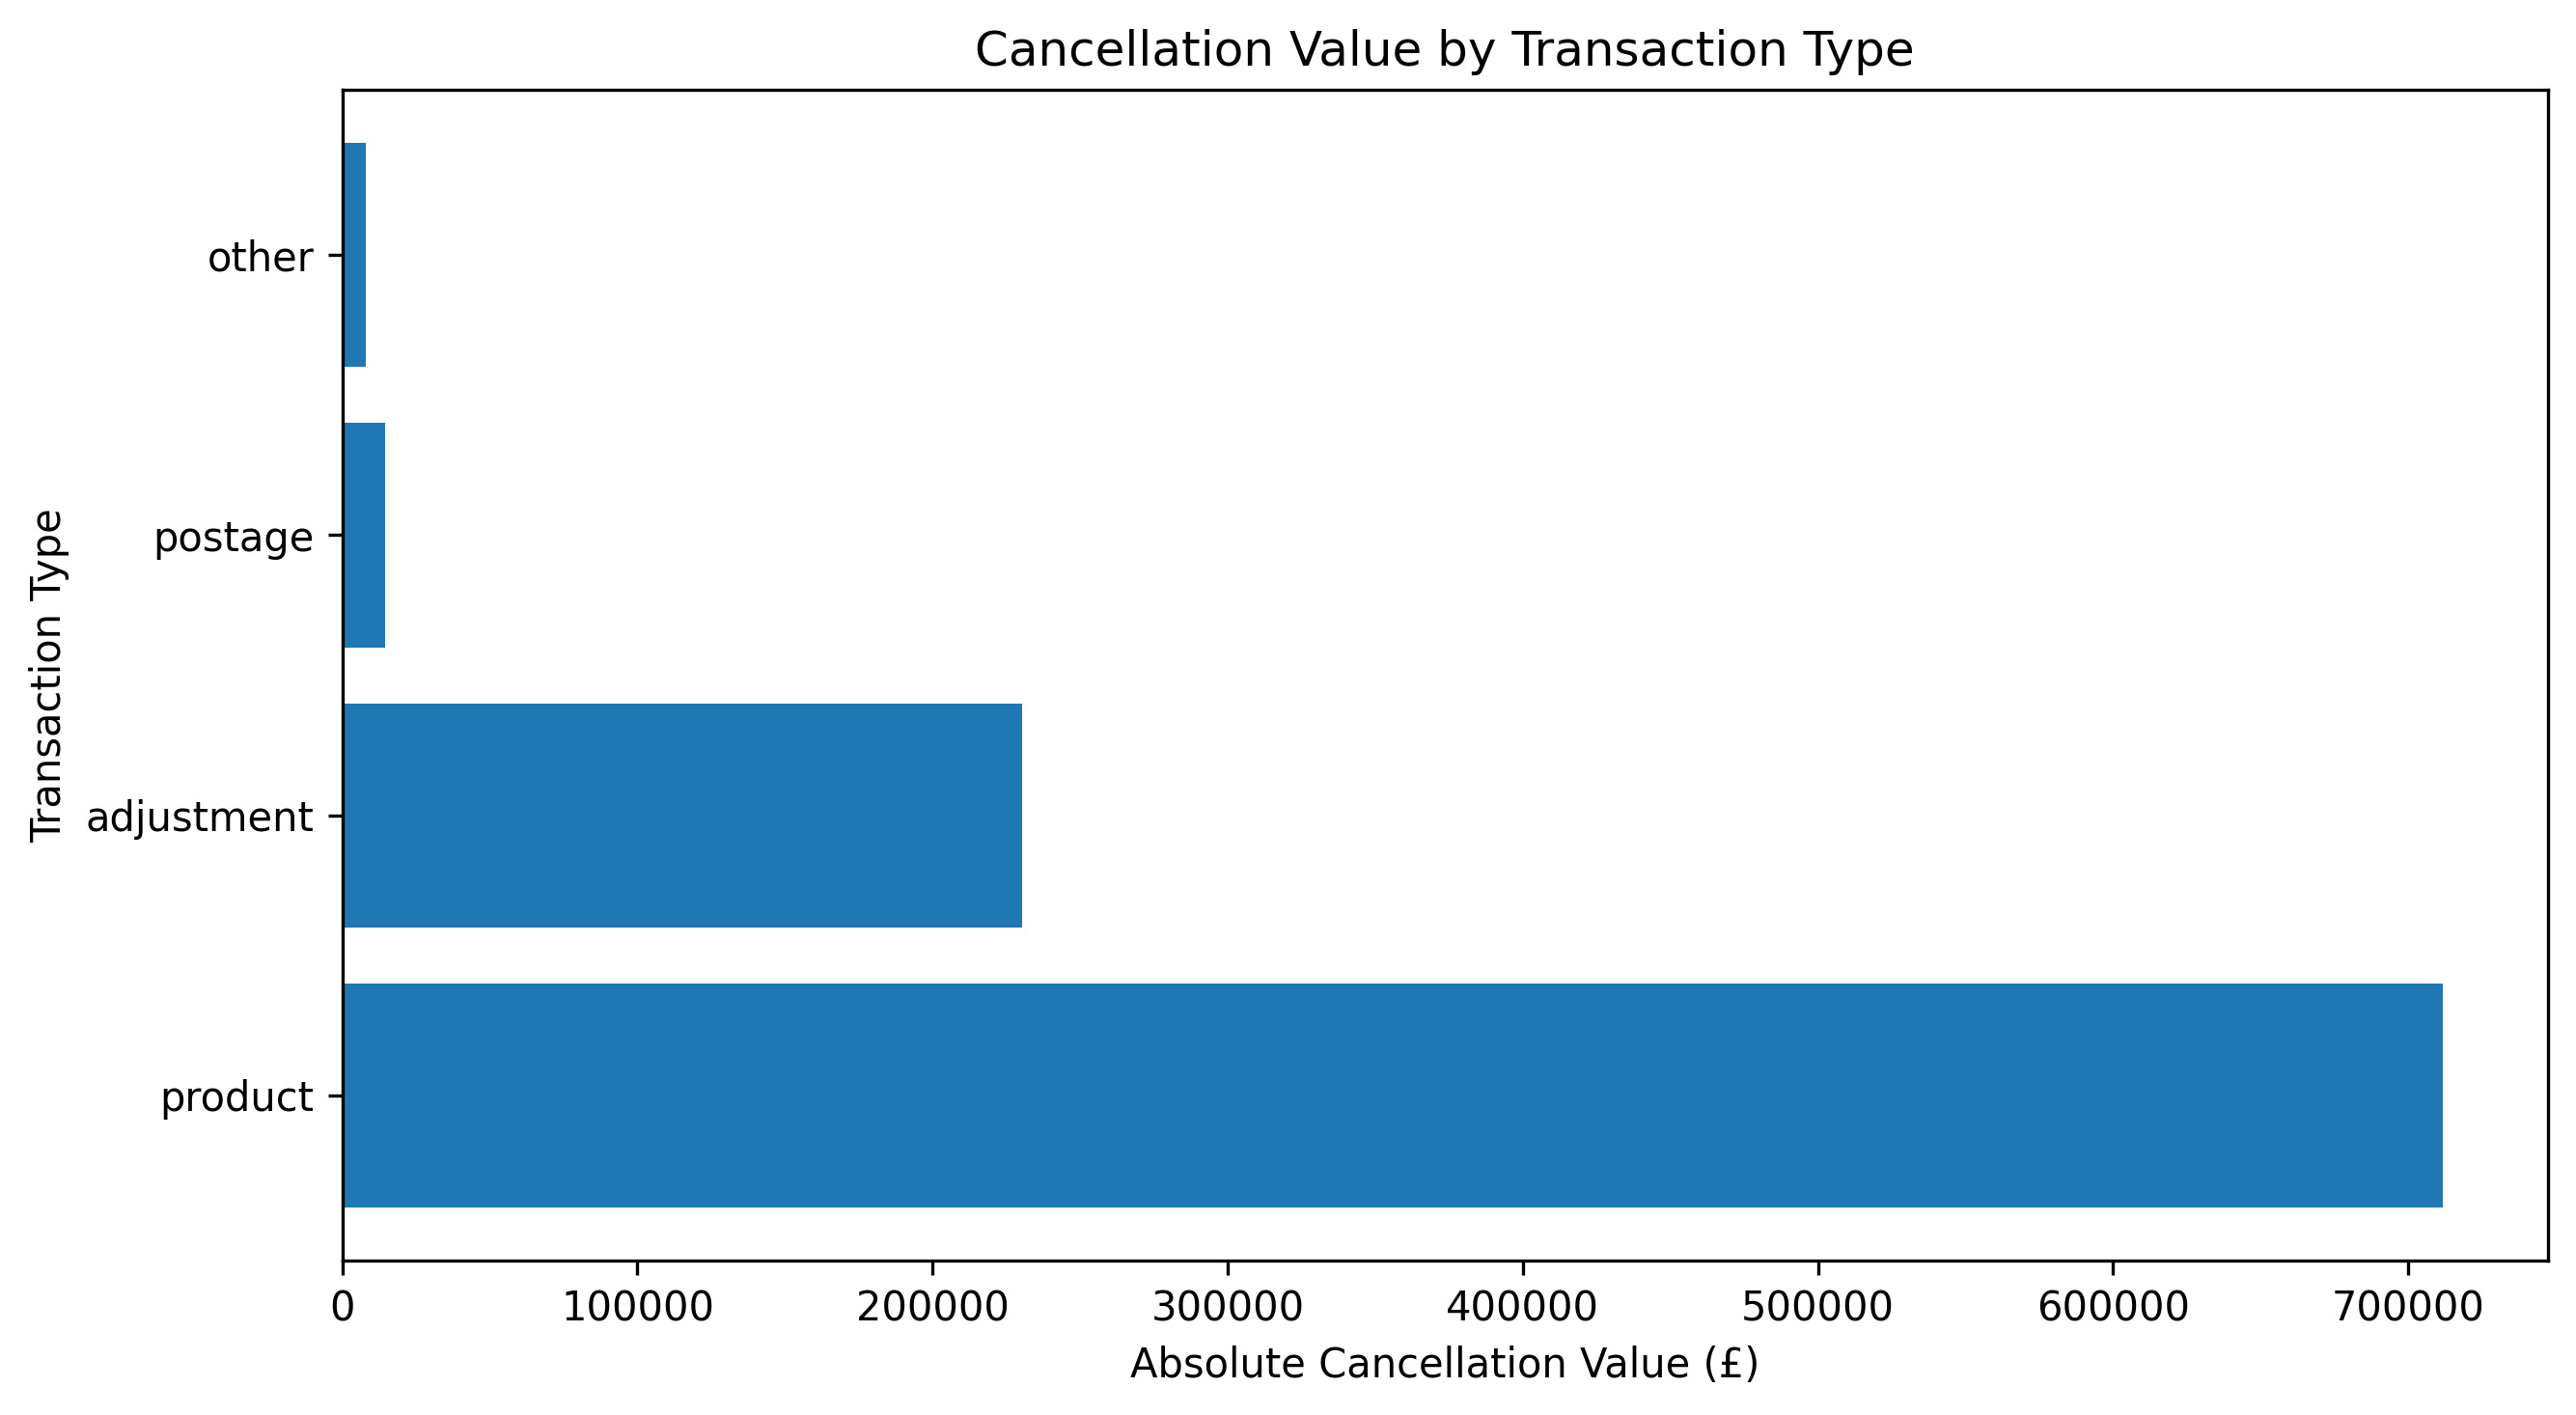 Cancellation Value by Transaction Type
Transaction Type
other
postage
adjustment
product
0 100000 200000 300000 400000 500000 600000 700000
Absolute Cancellation Value (£)